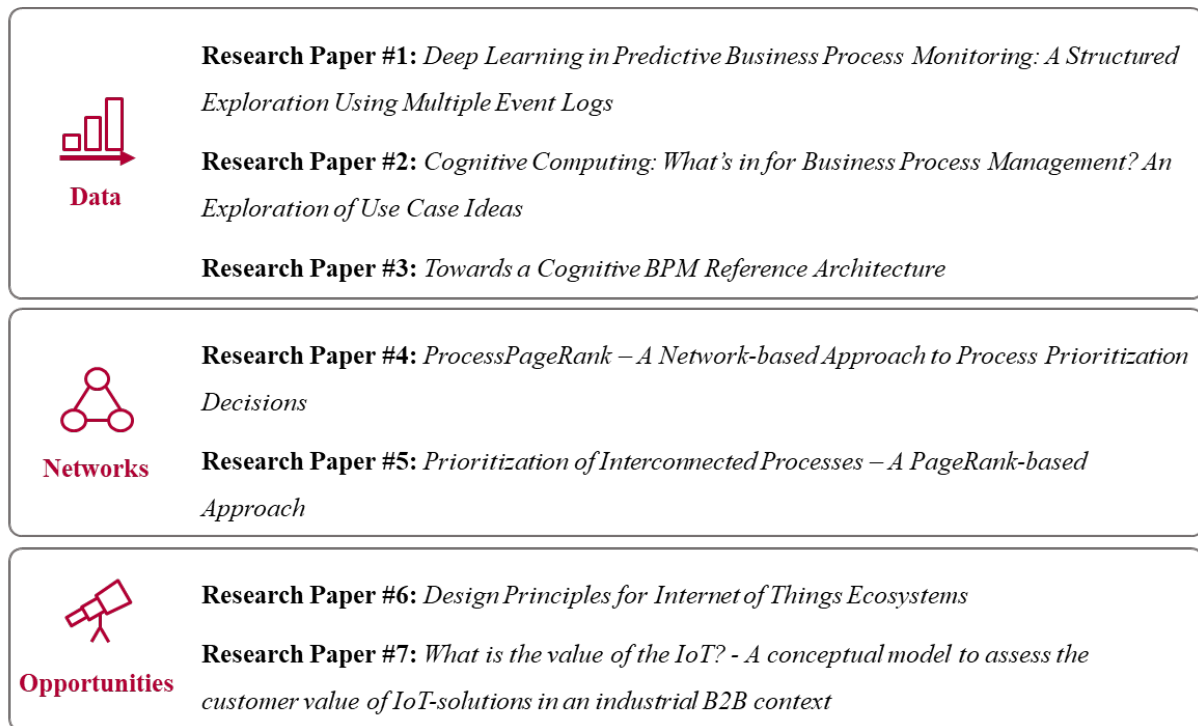 Data
Research Paper #1: Deep Learning in Predictive Business Process Monitoring: A Structured
Exploration Using Multiple Event Logs
Research Paper #2: Cognitive Computing: What's in for Business Process Management? An
Exploration of Use Case Ideas
Research Paper #3: Towards a Cognitive BPM Reference Architecture
Networks
Research Paper #4: ProcessPageRank – A Network-based Approach to Process Prioritization
Decisions
Research Paper #5: Prioritization of Interconnected Processes – A PageRank-based
Approach
Opportunities
Research Paper #6: Design Principles for Internet of Things Ecosystems
Research Paper #7: What is the value of the IoT? - A conceptual model to assess the
customer value of IoT-solutions in an industrial B2B context